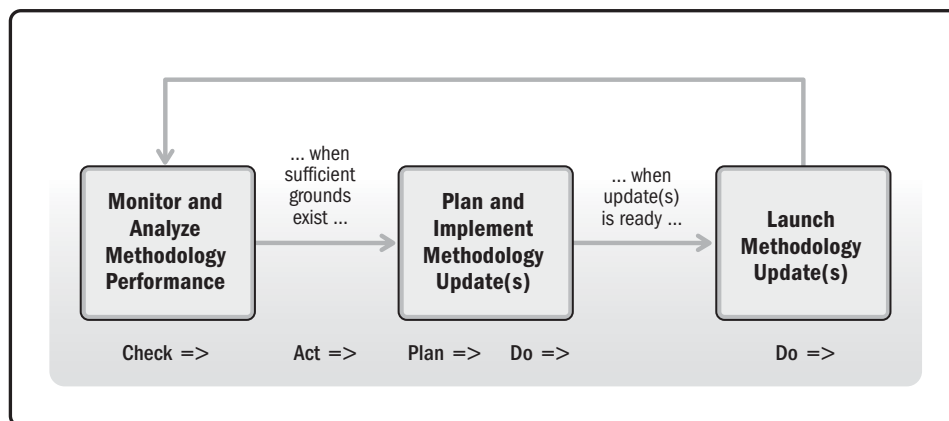 ... when
sufficient
grounds
exist ...
... when
update(s)
is ready ...
Monitor and
Analyze
Methodology
Performance
Plan and
Implement
Methodology
Update(s)
Launch
Methodology
Update(s)
Check =>
Act =>
Plan =>
Do =>
Do =>